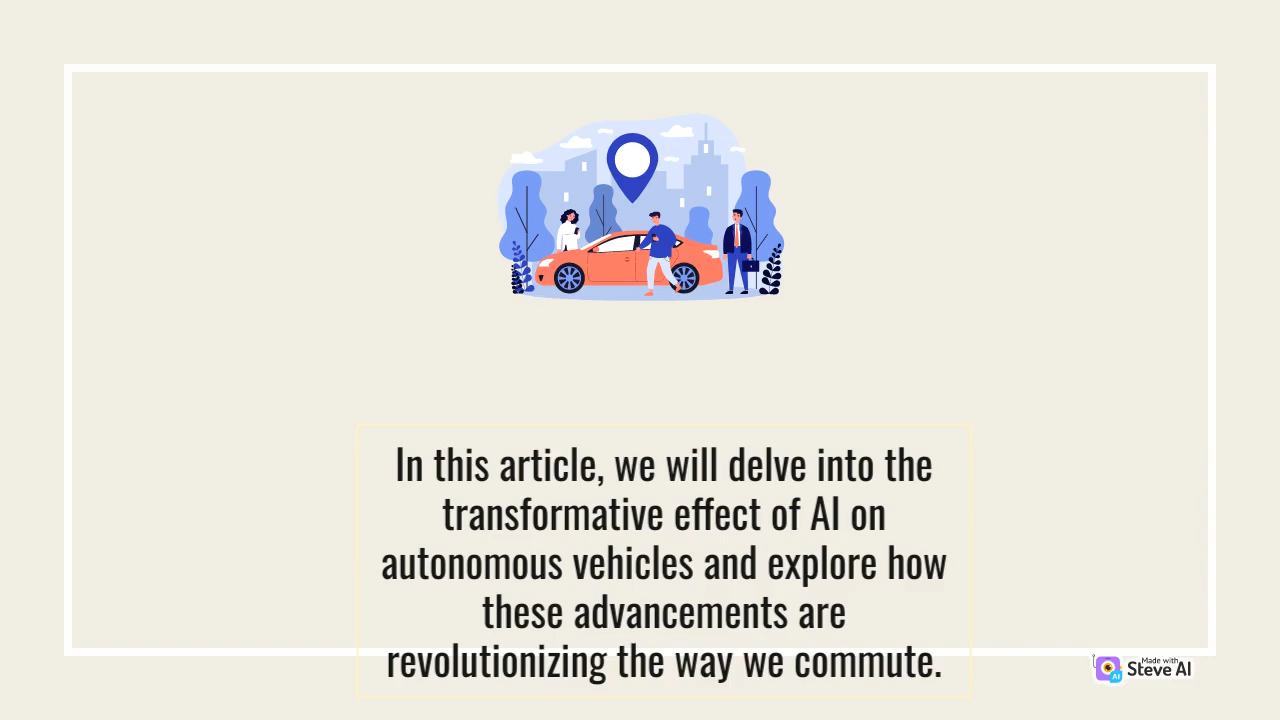 In this article, we will delve into the
transformative effect of AI on
autonomous vehicles and explore how
these advancements are
revolutionizing the way we commute.
Made with
AI Steve AI